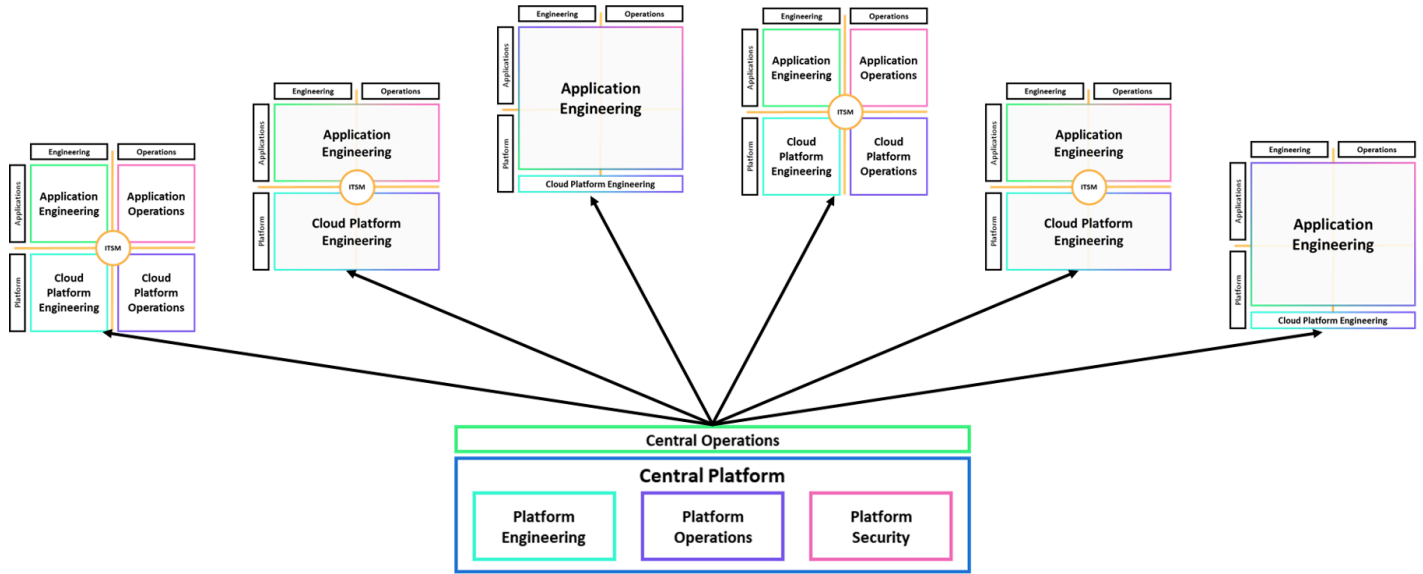 Engineering
Operations
Applications
Platform
Application
Engineering
Application
Operations
ITSM
Cloud
Platform
Engineering
Cloud
Platform
Operations
Engineering
Operations
Applications
Platform
Application
Engineering
ITSM
Cloud Platform
Engineering
Engineering
Operations
Applications
Platform
Application
Engineering
Cloud Platform Engineering
Engineering
Operations
Applications
Platform
Application
Engineering
Application
Operations
ITSM
Cloud
Platform
Engineering
Cloud
Platform
Operations
Engineering
Operations
Applications
Platform
Application
Engineering
ITSM
Cloud Platform
Engineering
Engineering
Operations
Applications
Platform
Application
Engineering
Cloud Platform Engineering
Central Operations
Central Platform
Platform
Engineering
Platform
Operations
Platform
Security